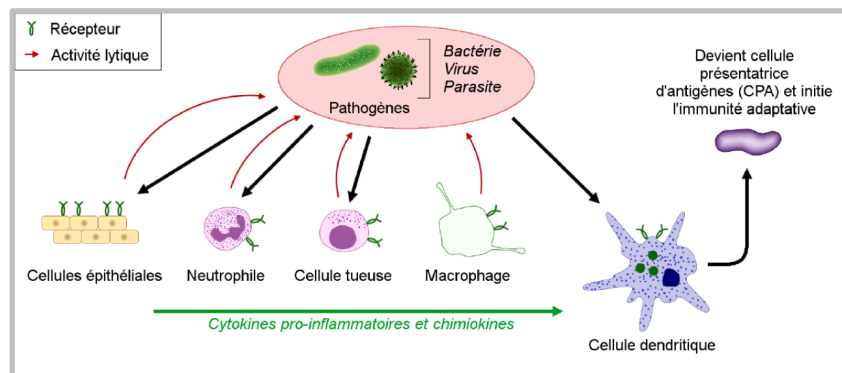 Récepteur
Activité lytique
Bactérie
Virus
Parasite
Pathogènes
Devient cellule
présentatrice
d'antigènes (CPA) et initie
l'immunité adaptative
Cellules épithéliales
Neutrophile
Cellule tueuse
Macrophage
Cytokines pro-inflammatoires et chimiokines
Cellule dendritique